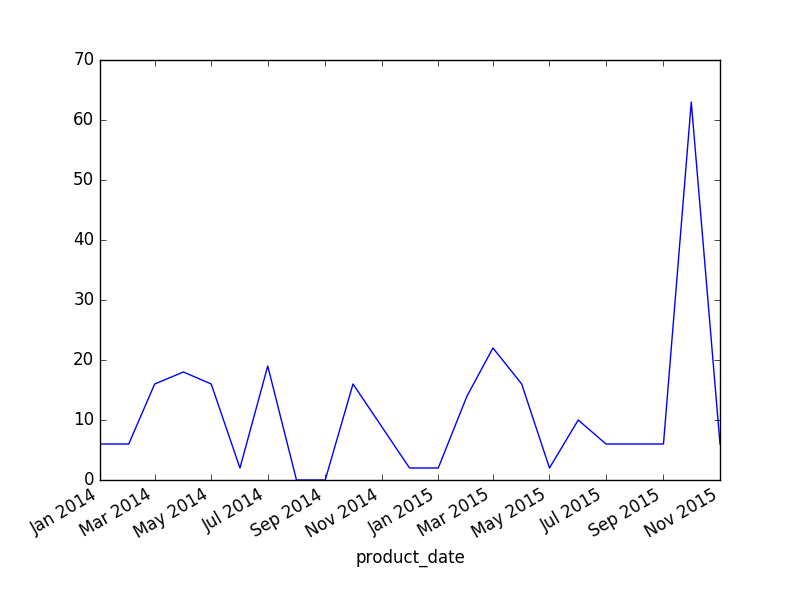 70
60
50
40
30
20
10
0
Jan 2014
Mar 2014
May 2014
Jul 2014
Sep 2014
Nov 2014
Jan 2015
Mar 2015
May 2015
Jul 2015
Sep 2015
Nov 2015
product_date